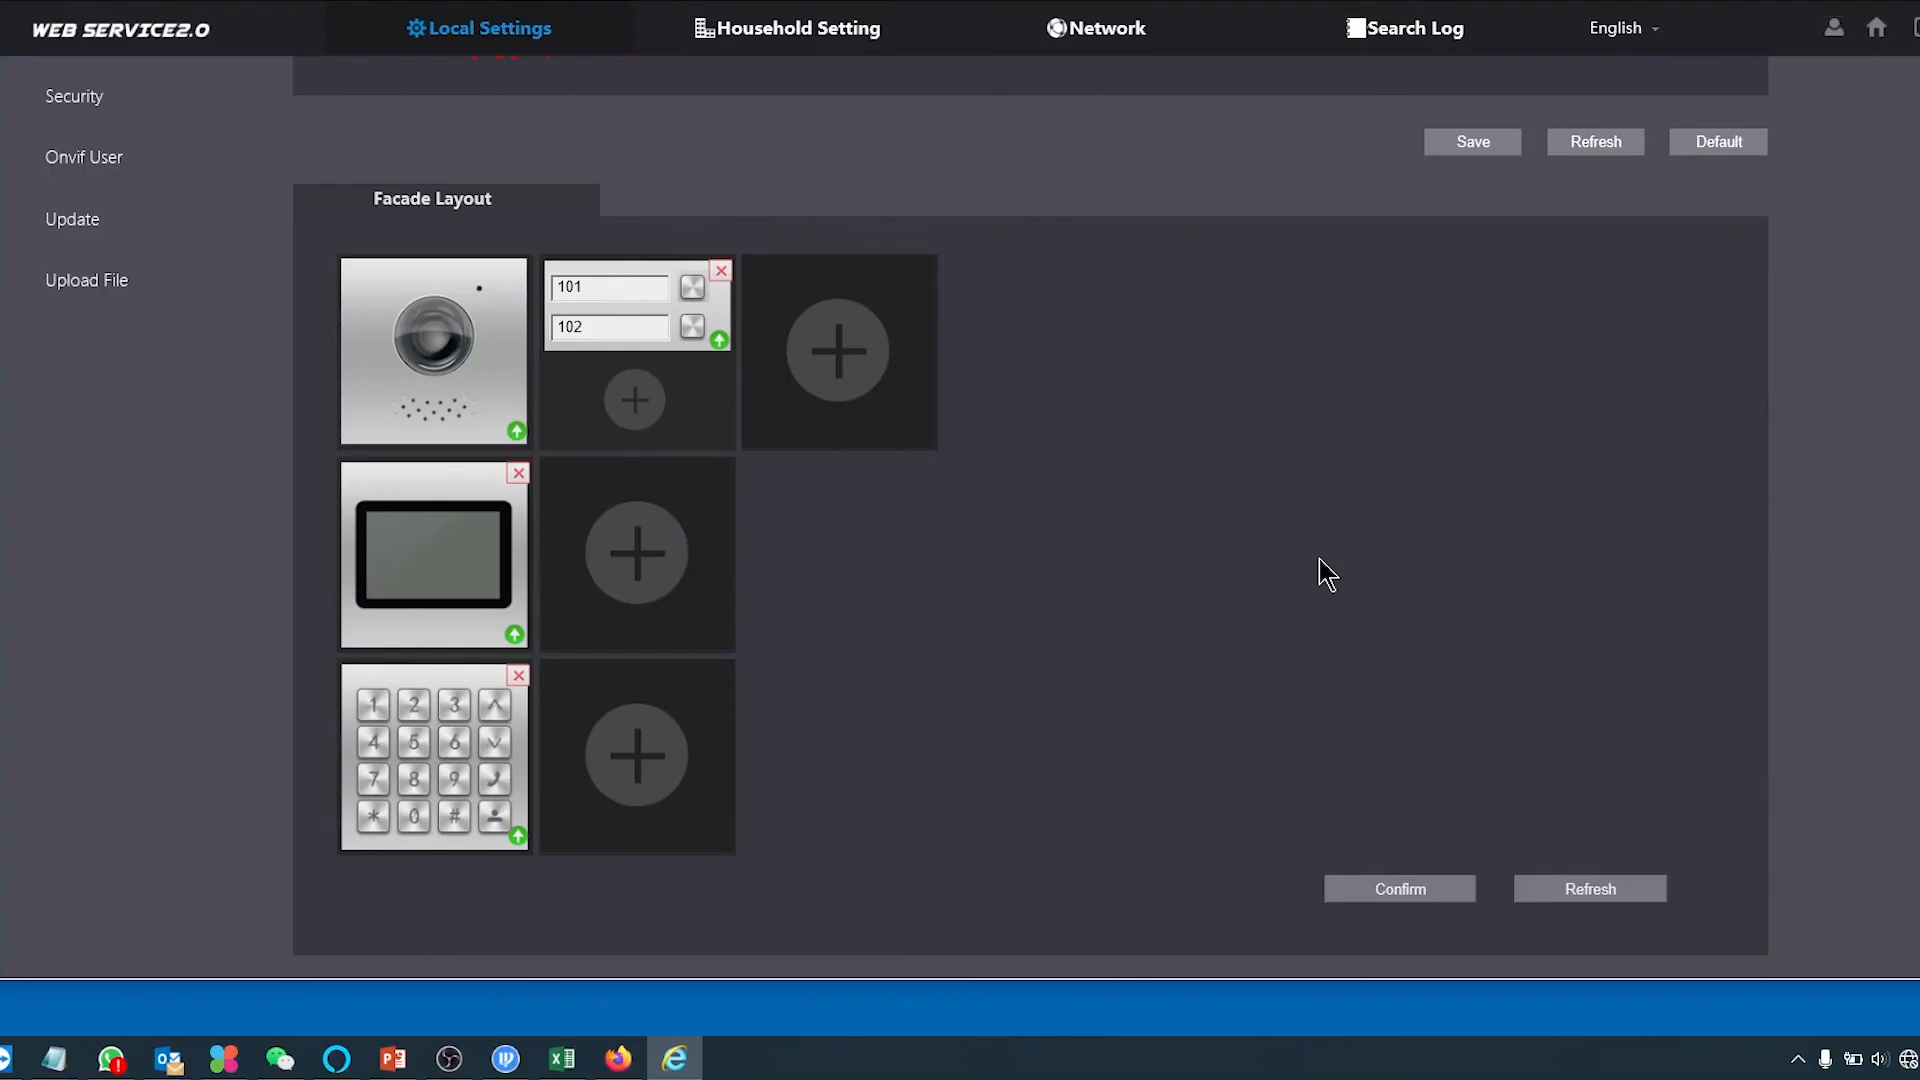 WEB SERVICE2.0
Local Settings
Household Setting
Network
Search Log
English
Security
Onvif User
Update
Upload File
Save
Refresh
Default
Facade Layout
101
102
1 2 3
4 5 6
7 8 9
* 0 #
Confirm
Refresh